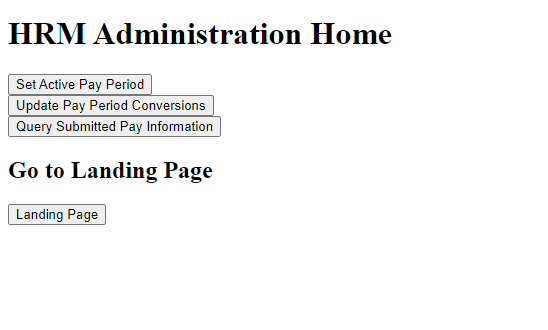 HRM Administration Home
Set Active Pay Period
Update Pay Period Conversions
Query Submitted Pay Information
Go to Landing Page
Landing Page